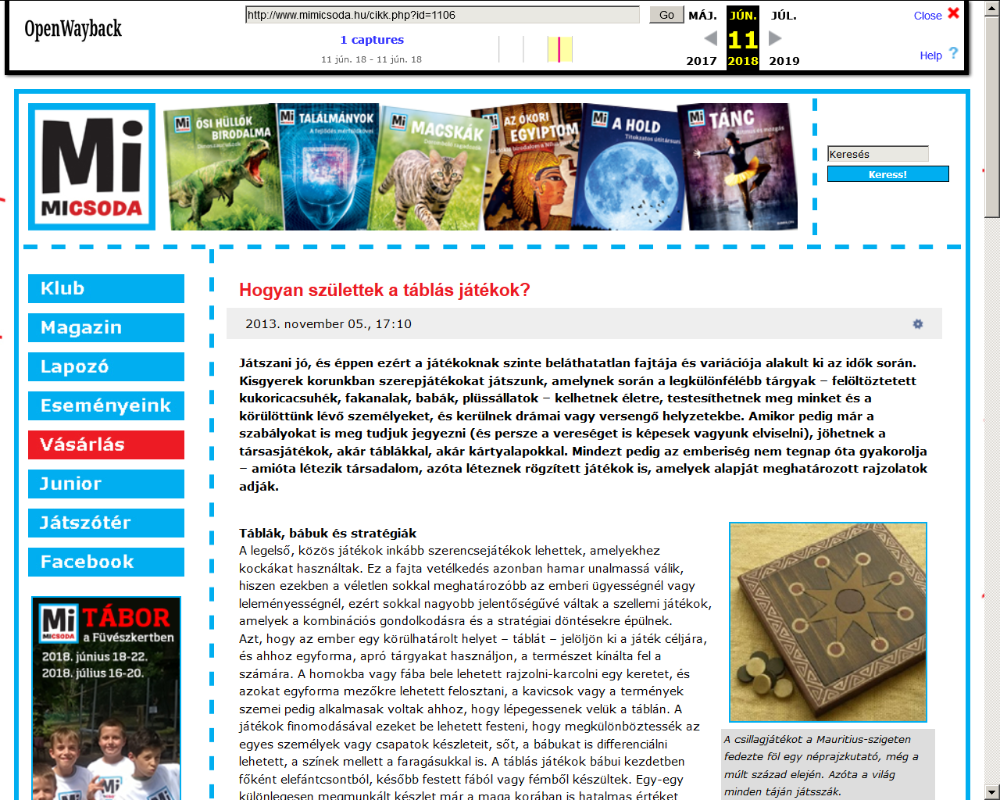 OpenWayback
http://www.mimicsoda.hu/cikk.php?id=1106
Go
MÁJ. JÚN. JÚL.
11
2017 2018 2019
Close
Help ?
1 captures
11 jún. 18 - 11 jún. 18
Mi
MICSODA
Mi ŐSI HÜLLŐK BIRODALMA
Mi TALÁLMÁNYOK
A fejlődés mérföldkövei
Mi MACSKÁK
Mi AZ ÓKORI EGYIPTOM
Mi A HOLD
Titokzatos útitársunk
Mi TÁNC
Ritmus és mozgás
Keresés
Keress!
Klub
Magazin
Lapozó
Eseményeink
Vásárlás
Junior
Játszótér
Facebook
Mi MICSODA TÁBOR
a Füvészkertben
2018. június 18-22.
2018. július 16-20.
Hogyan születtek a táblás játékok?
2013. november 05., 17:10
Játszani jó, és éppen ezért a játékoknak szinte beláthatatlan fajtája és variációja alakult ki az idők során.
Kisgyerek korunkban szerepjátékokat játszunk, amelynek során a legkülönfélébb tárgyak – felöltöztetett
kukoricacsuhék, fakanalak, babák, plüssállatok – kelhetnek életre, testesíthetnek meg minket és a
körülöttünk lévő személyeket, és kerülnek drámai vagy versengő helyzetekbe. Amikor pedig már a
szabályokat is meg tudjuk jegyezni (és persze a vereséget is képesek vagyunk elviselni), jöhetnek a
társasjátékok, akár táblákkal, akár kártyalapokkal. Mindezt pedig az emberiség nem tegnap óta gyakorolja
– amióta létezik társadalom, azóta léteznek rögzített játékok is, amelyek alapját meghatározott rajzolatok
adják.
Táblák, bábuk és stratégiák
A legelső, közös játékok inkább szerencsejátékok lehettek, amelyekhez
kockákat használtak. Ez a fajta vetélkedés azonban hamar unalmassá válik,
hiszen ezekben a véletlen sokkal meghatározóbb az emberi ügyességnél vagy
leleményességnél, ezért sokkal nagyobb jelentőségűvé váltak a szellemi játékok,
amelyek a kombinációs gondolkodásra és a stratégiai döntésekre épülnek.
Azt, hogy az ember egy körülhatárolt helyet – táblát – jelöljön ki a játék céljára,
és ahhoz egyforma, apró tárgyakat használjon, a természet kínálta fel a
számára. A homokba vagy fába bele lehetett rajzolni-karcolni egy keretet, és
azokat egyforma mezőkre lehetett felosztani, a kavicsok vagy a termények
szemei pedig alkalmasak voltak ahhoz, hogy lépegessenek velük a táblán. A
játékok finomodásával ezeket be lehetett festeni, hogy megkülönböztessék az
egyes személyek vagy csapatok készleteit, sőt, a bábukat is differenciálni
lehetett, a színek mellett a faragásukkal is. A táblás játékok bábui kezdetben
főként elefántcsontból, később festett fából vagy fémből készültek. Egy-egy
különlegesen megmunkált készlet már a maga korában is hatalmas értéket
A csillagjátékot a Mauritius-szigeten
fedezte föl egy néprajzkutató, még a
múlt század elején. Azóta a világ
minden táján játsszák.